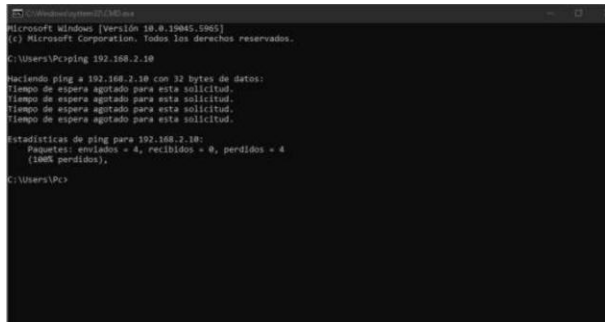 C:\Windows\system32\CMD.exe
Microsoft Windows [Versión 10.0.19045.5965]
(c) Microsoft Corporation. Todos los derechos reservados.
C:\Users\Pc>ping 192.168.2.10
Haciendo ping a 192.168.2.10 con 32 bytes de datos:
Tiempo de espera agotado para esta solicitud.
Tiempo de espera agotado para esta solicitud.
Tiempo de espera agotado para esta solicitud.
Tiempo de espera agotado para esta solicitud.
Estadísticas de ping para 192.168.2.10:
Paquetes: enviados = 4, recibidos = 0, perdidos = 4
(100% perdidos),
C:\Users\Pc>